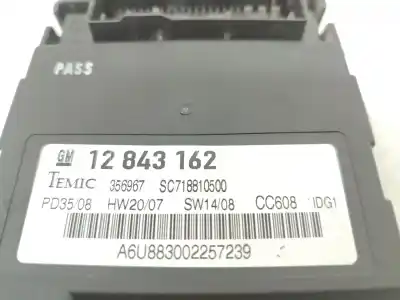 PASS
GM 12 843 162
TEMIC 356967 SC718810500
PD35/08 HW20/07 SW14/08 CC608 IDG1
A6U883002257239